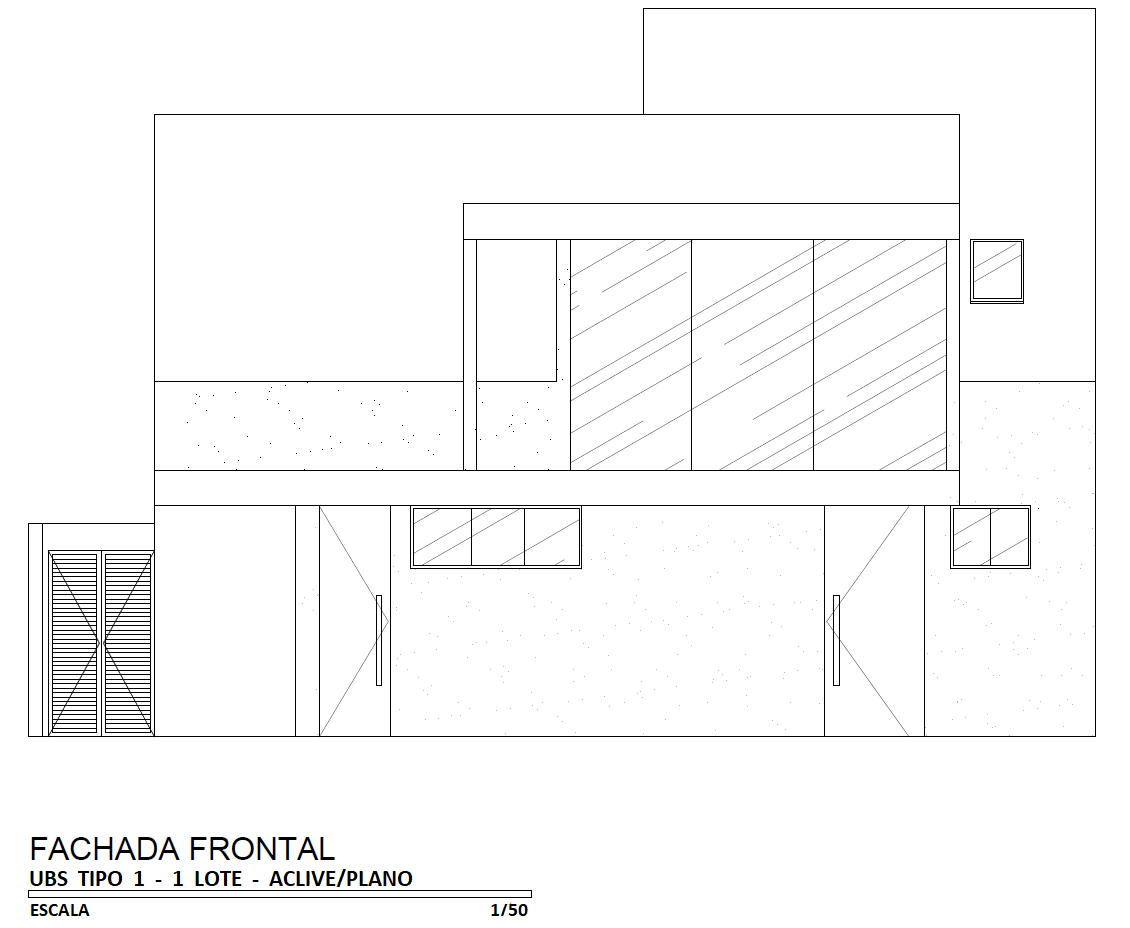 FACHADA FRONTAL
UBS TIPO 1 - 1 LOTE - ACLIVE/PLANO
ESCALA 1/50